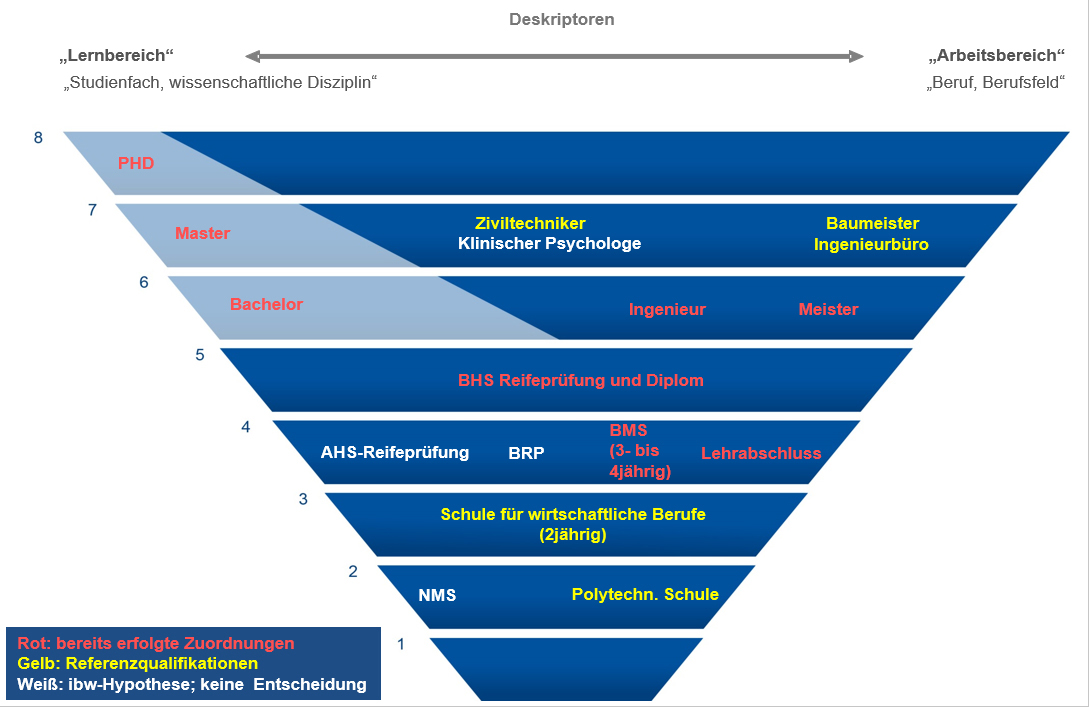 Deskriptoren
„Lernbereich“
„Arbeitsbereich“
„Studienfach, wissenschaftliche Disziplin“
„Beruf, Berufsfeld“
8
PHD
7
Master
Ziviltechniker
Klinischer Psychologe
Baumeister
Ingenieurbüro
6
Bachelor
Ingenieur
Meister
5
BHS Reifeprüfung und Diplom
4
AHS-Reifeprüfung
BRP
BMS
(3- bis
4jährig)
Lehrabschluss
3
Schule für wirtschaftliche Berufe
(2jährig)
2
NMS
Polytechn. Schule
1
Rot: bereits erfolgte Zuordnungen
Gelb: Referenzqualifikationen
Weiß: ibw-Hypothese; keine Entscheidung